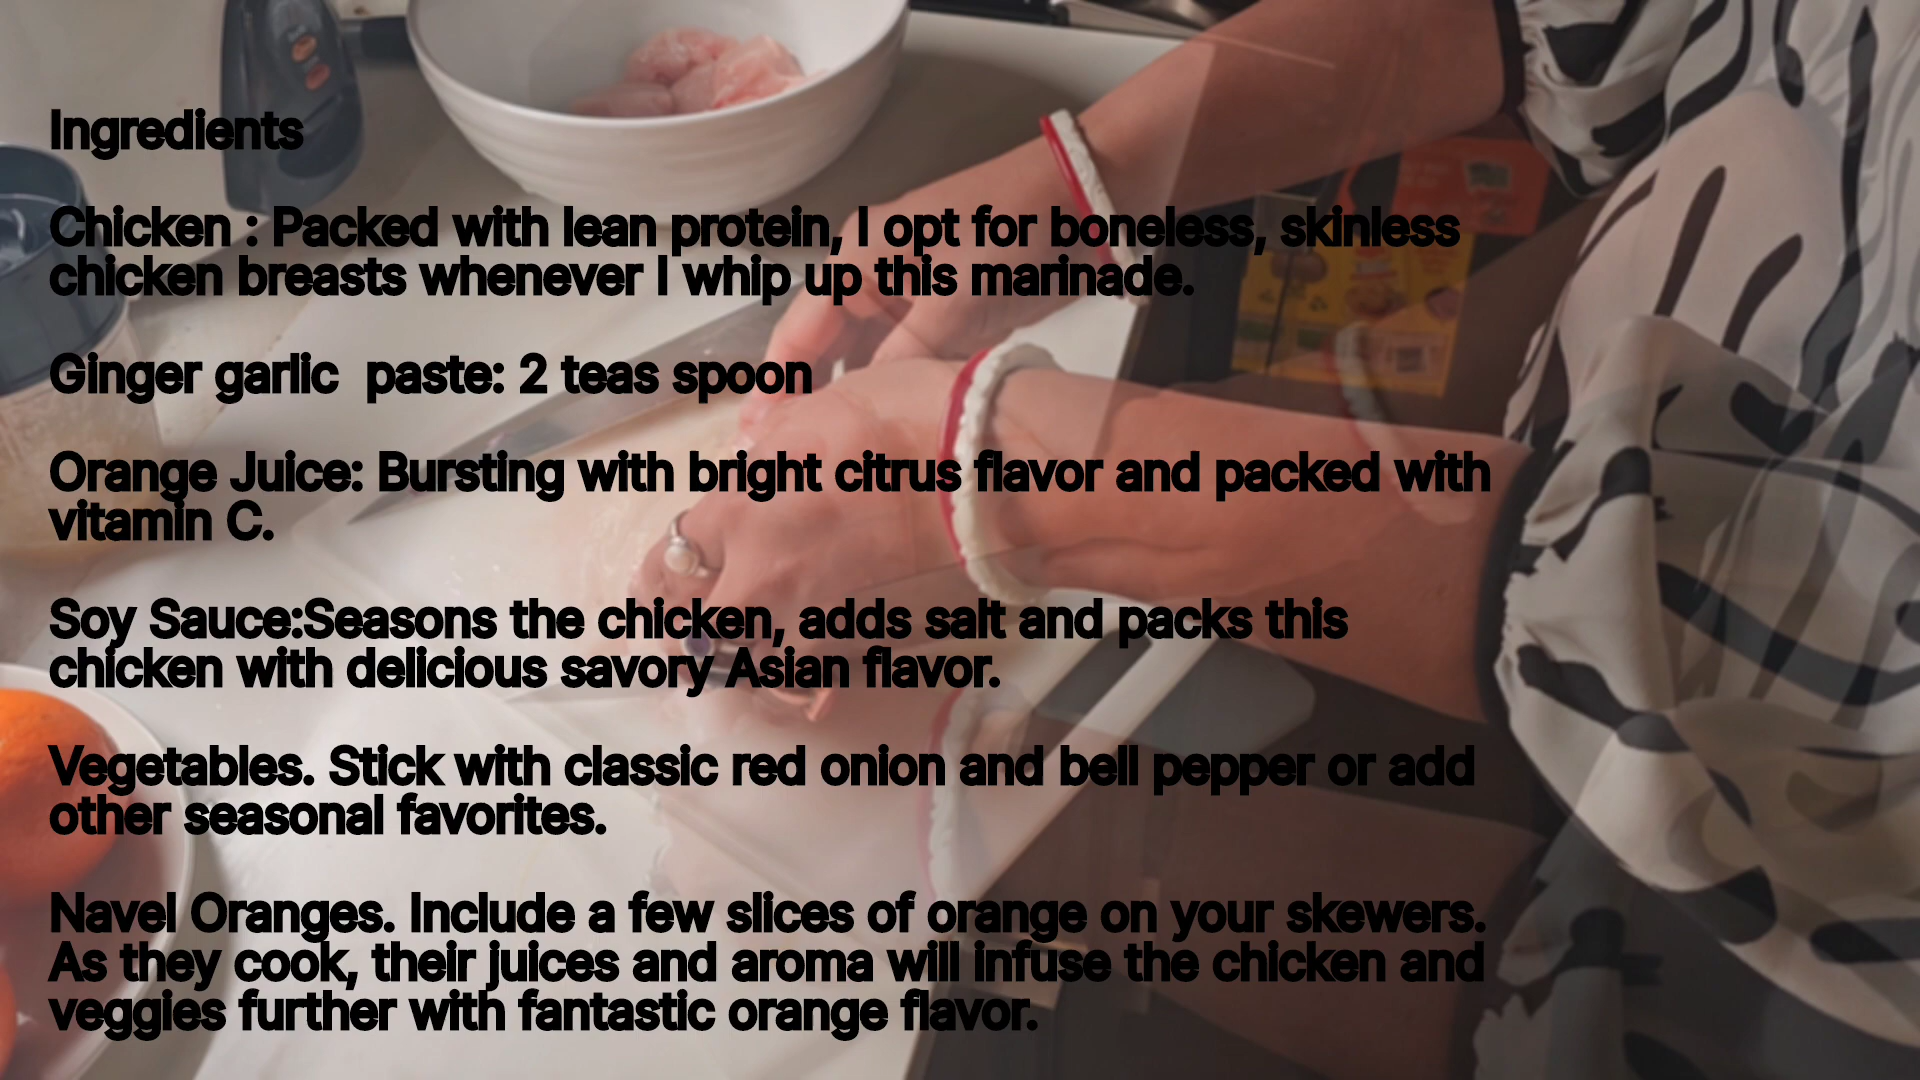 Ingredients
Chicken : Packed with lean protein, I opt for boneless, skinless
chicken breasts whenever I whip up this marinade.
Ginger garlic  paste: 2 teas spoon
Orange Juice: Bursting with bright citrus flavor and packed with
vitamin C.
Soy Sauce:Seasons the chicken, adds salt and packs this
chicken with delicious savory Asian flavor.
Vegetables. Stick with classic red onion and bell pepper or add
other seasonal favorites.
Navel Oranges. Include a few slices of orange on your skewers.
As they cook, their juices and aroma will infuse the chicken and
veggies further with fantastic orange flavor.